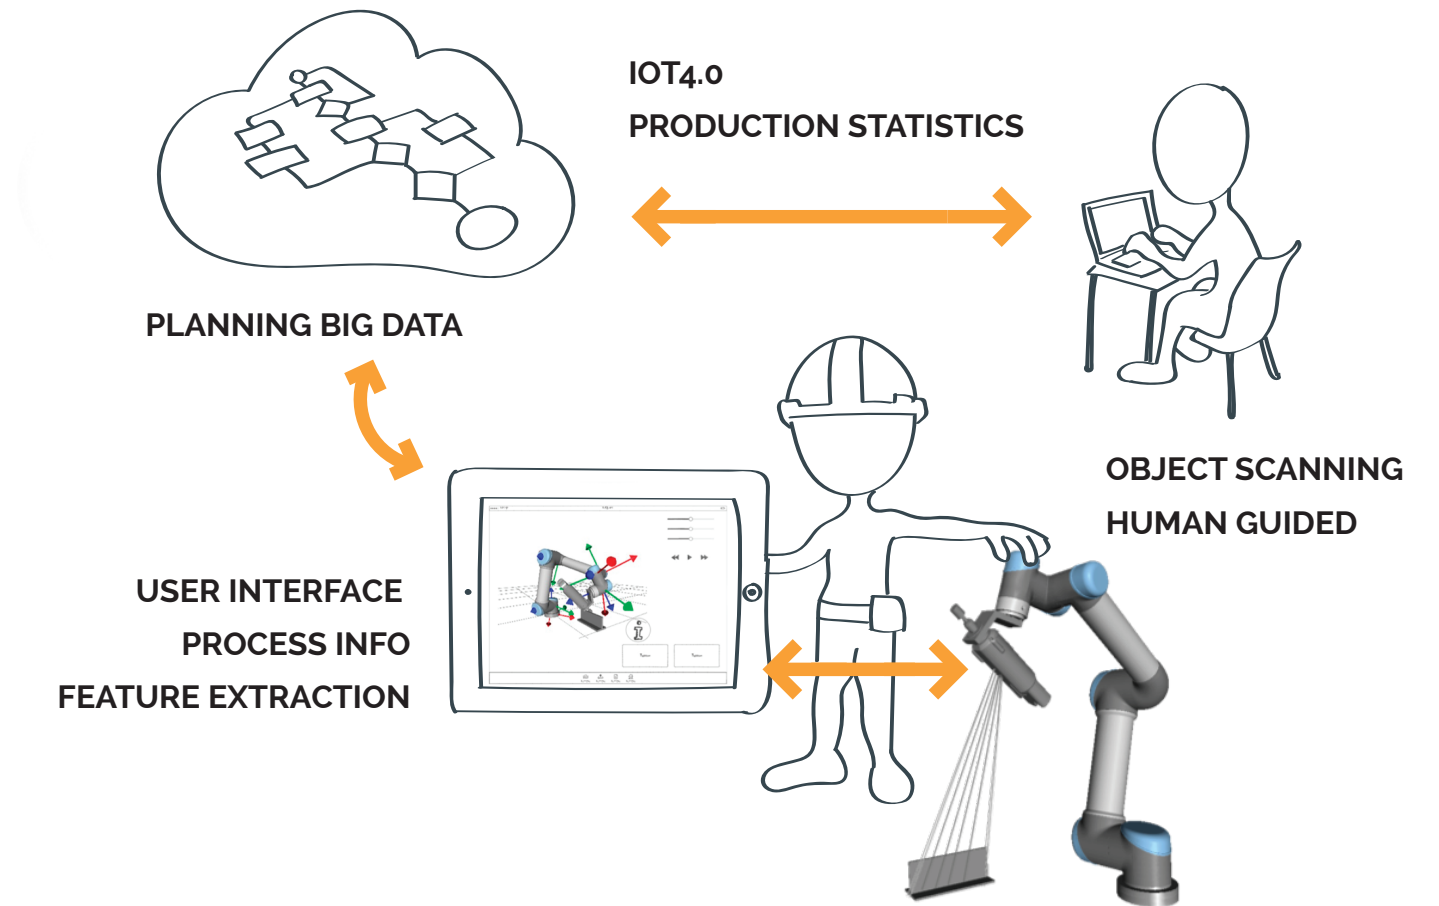 IOT4.0
PRODUCTION STATISTICS
PLANNING BIG DATA
OBJECT SCANNING
HUMAN GUIDED
USER INTERFACE
PROCESS INFO
FEATURE EXTRACTION